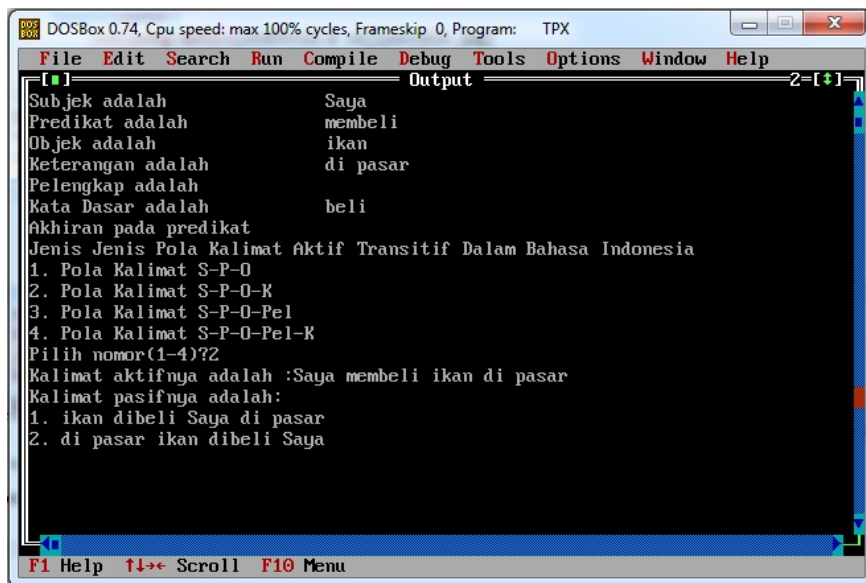 DOSBox 0.74, Cpu speed: max 100% cycles, Frameskip 0, Program: TPX
File Edit Search Run Compile Debug Tools Options Window Help
[■] Output 2=[↕]
Subjek adalah Saya
Predikat adalah membeli
Objek adalah ikan
Keterangan adalah di pasar
Pelengkap adalah
Kata Dasar adalah beli
Akhiran pada predikat
Jenis Jenis Pola Kalimat Aktif Transitif Dalam Bahasa Indonesia
1. Pola Kalimat S-P-O
2. Pola Kalimat S-P-O-K
3. Pola Kalimat S-P-O-Pel
4. Pola Kalimat S-P-O-Pel-K
Pilih nomor(1-4)?2
Kalimat aktifnya adalah :Saya membeli ikan di pasar
Kalimat pasifnya adalah:
1. ikan dibeli Saya di pasar
2. di pasar ikan dibeli Saya
F1 Help ↑↓→← Scroll F10 Menu